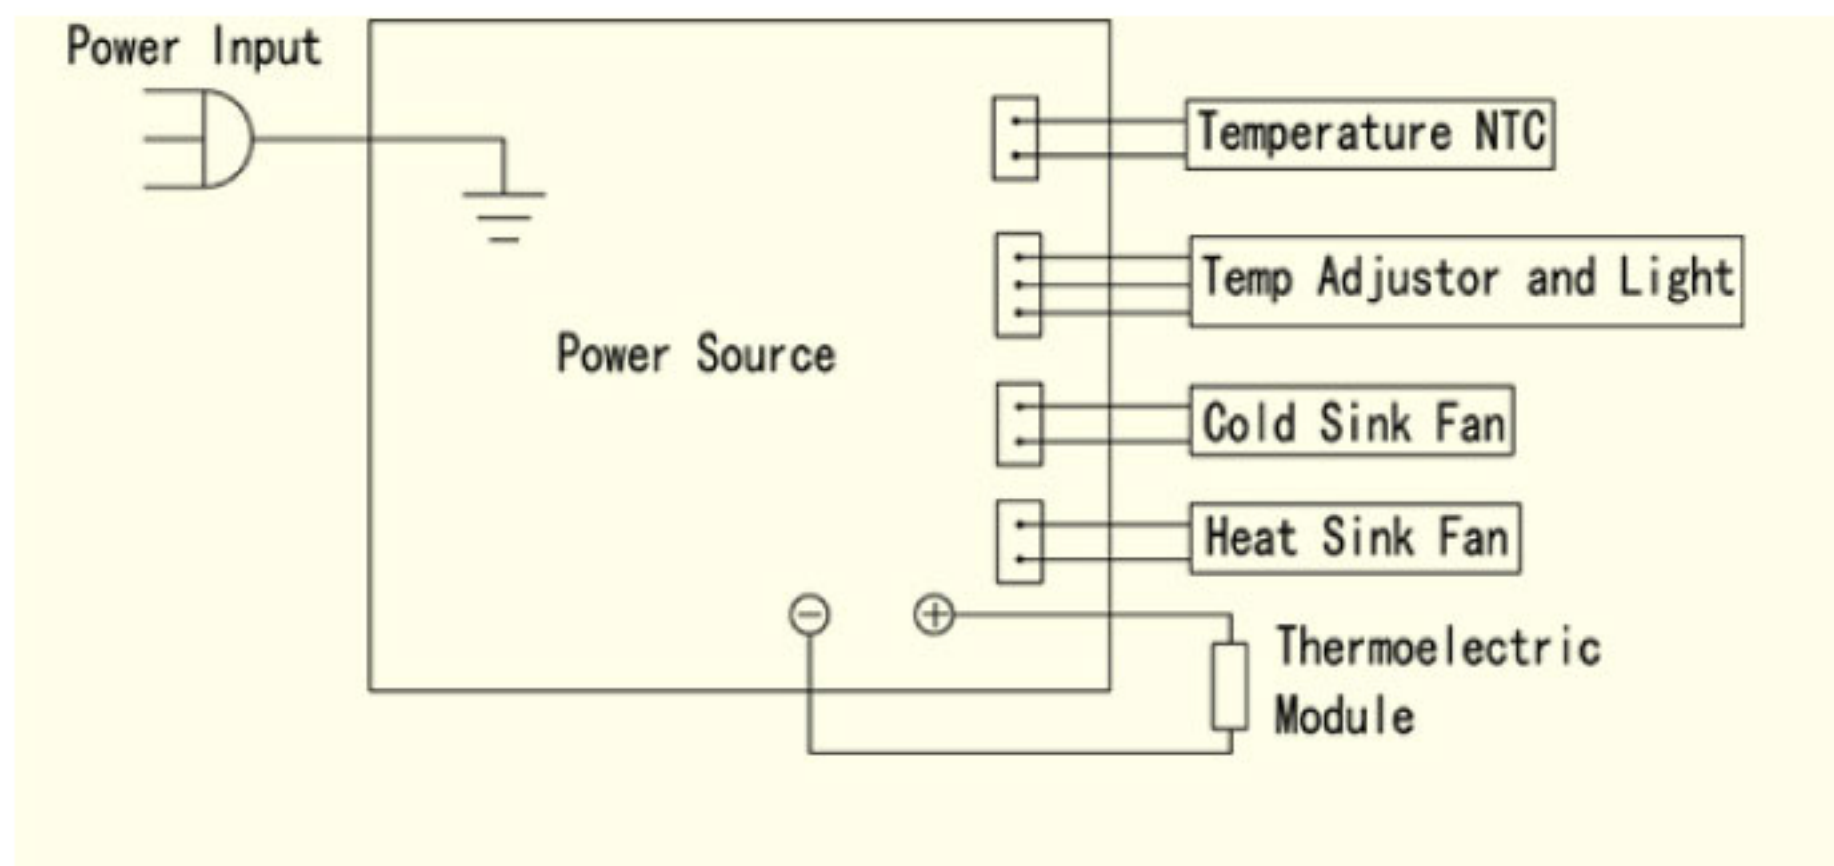 Power Input
Temperature NTC
Temp Adjustor and Light
Power Source
Cold Sink Fan
Heat Sink Fan
Thermoelectric
Module